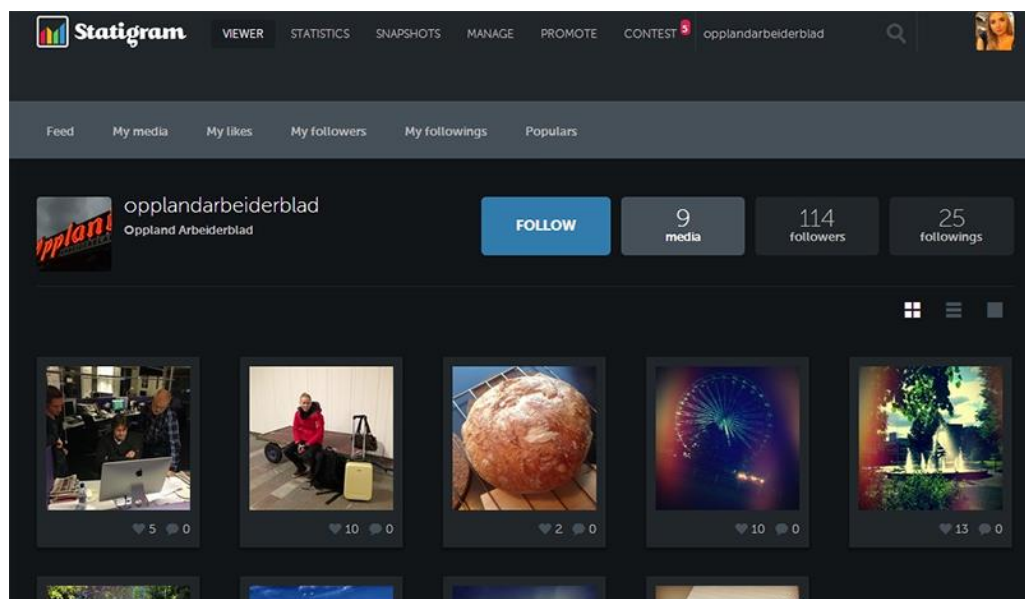 Statigram VIEWER STATISTICS SNAPSHOTS MANAGE PROMOTE CONTEST 5 opplandarbeiderblad
Feed My media My likes My followers My followings Populars
opplandarbeiderblad
Oppland Arbeiderblad
FOLLOW
9
media
114
followers
25
followings
5 0
10 0
2 0
10 0
13 0